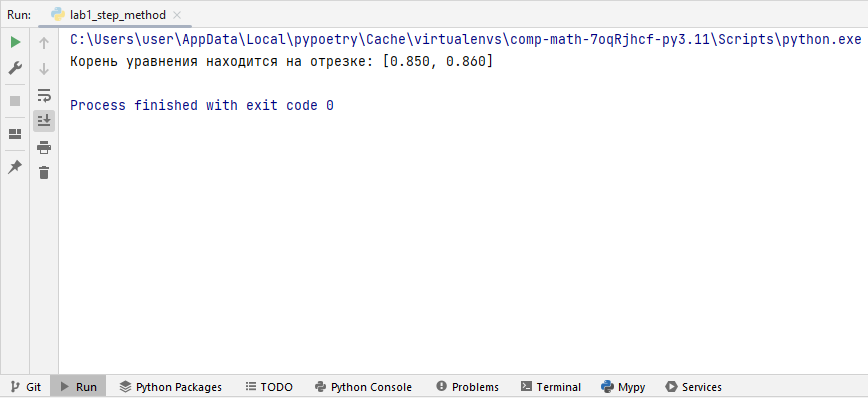 Run: lab1_step_method
C:\Users\user\AppData\Local\pypoetry\Cache\virtualenvs\comp-math-7oqRjhcf-py3.11\Scripts\python.exe
Корень уравнения находится на отрезке: [0.850, 0.860]
Process finished with exit code 0
Git Run Python Packages TODO Python Console Problems Terminal Mypy Services